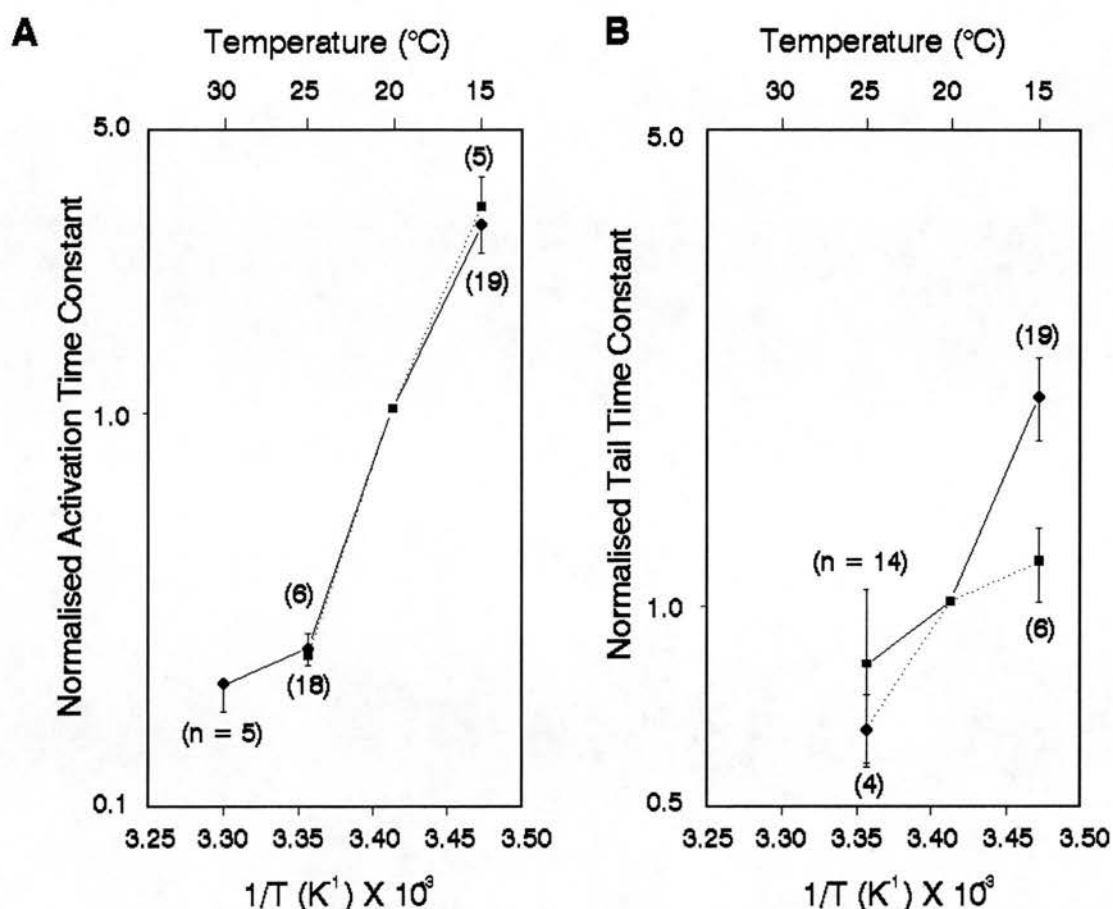 A
Temperature (°C)
30 25 20 15
5.0
1.0
0.1
Normalised Activation Time Constant
(5)
(19)
(6)
(18)
(n = 5)
3.25 3.30 3.35 3.40 3.45 3.50
1/T (K⁻¹) X 10³
B
Temperature (°C)
30 25 20 15
5.0
1.0
0.5
Normalised Tail Time Constant
(19)
(n = 14)
(6)
(4)
3.25 3.30 3.35 3.40 3.45 3.50
1/T (K⁻¹) X 10³